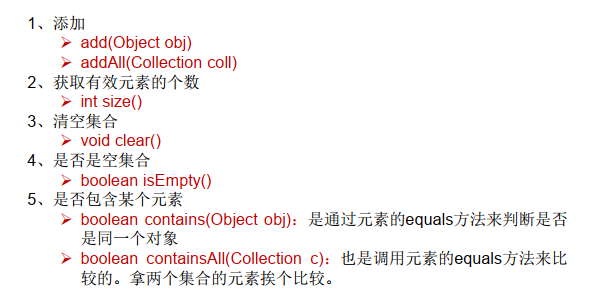 1、添加
➢ add(Object obj)
➢ addAll(Collection coll)
2、获取有效元素的个数
➢ int size()
3、清空集合
➢ void clear()
4、是否是空集合
➢ boolean isEmpty()
5、是否包含某个元素
➢ boolean contains(Object obj)：是通过元素的equals方法来判断是否
是同一个对象
➢ boolean containsAll(Collection c)：也是调用元素的equals方法来比
较的。拿两个集合的元素挨个比较。